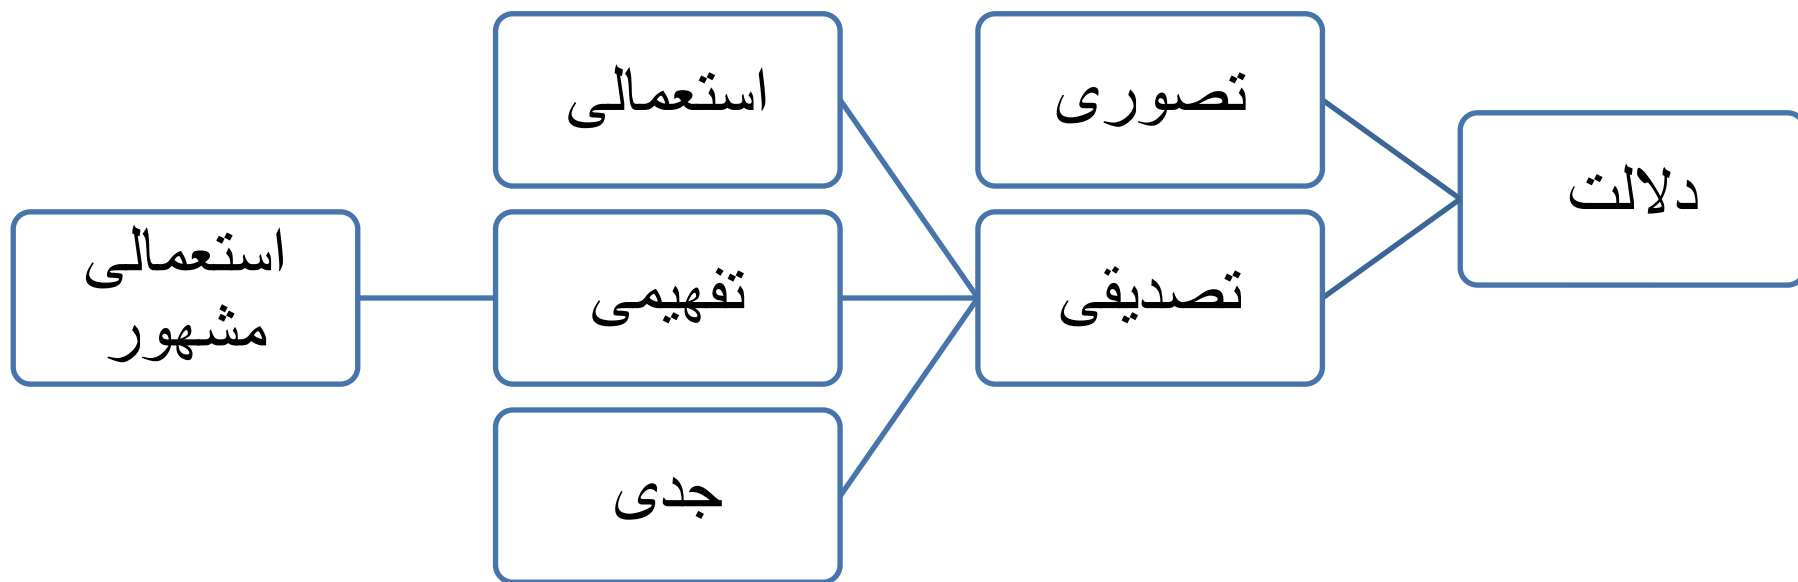 دلالت
تصوری
تصدیقی
استعمالی
تفهیمی
جدی
استعمالی
مشهور